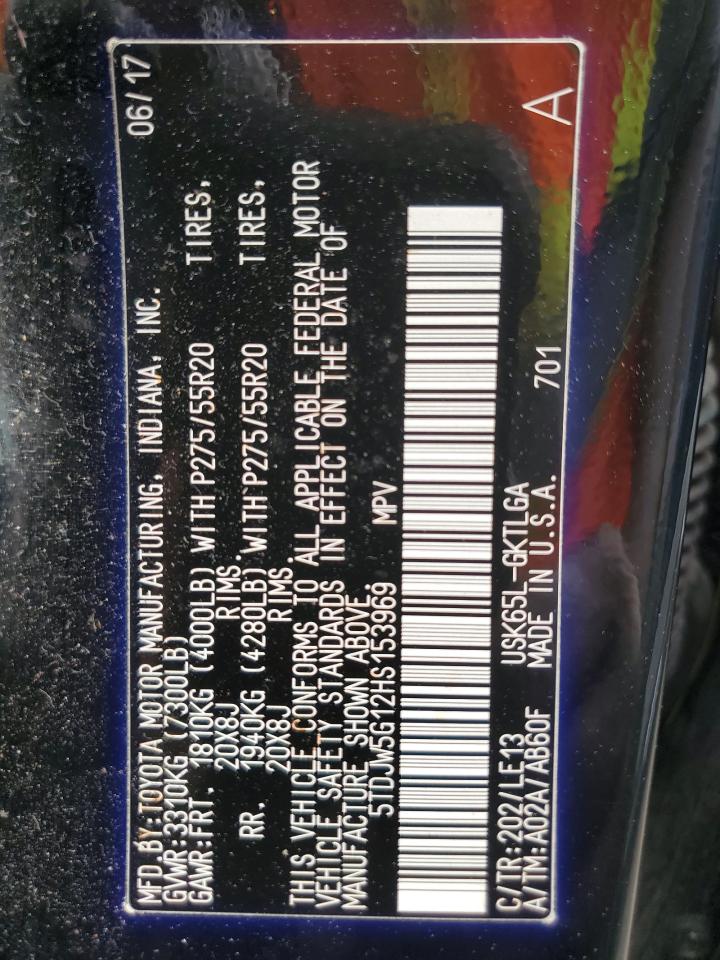 06/17
MFD.BY:TOYOTA MOTOR MANUFACTURING, INDIANA, INC.
GVWR:3310KG (7300LB)
GAWR:FRT. 1810KG (4000LB) WITH P275/55R20 TIRES,
20X8J RIMS.
RR. 1940KG (4280LB) WITH P275/55R20 TIRES,
20X8J RIMS.
THIS VEHICLE CONFORMS TO ALL APPLICABLE FEDERAL MOTOR
VEHICLE SAFETY STANDARDS IN EFFECT ON THE DATE OF
MANUFACTURE SHOWN ABOVE.
5TDJW5G12HS153969 MPV
C/TR:202/LE13 USK65L-GKTLGA 701
A/TM:A02A/AB60F MADE IN U.S.A. A